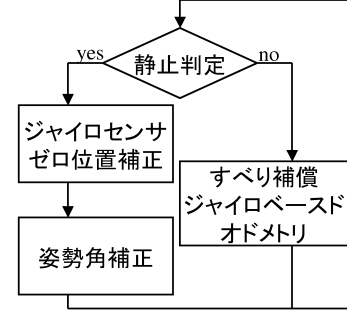 静止判定
yes
no
ジャイロセンサ
ゼロ位置補正
すべり補償
ジャイロベースド
オドメトリ
姿勢角補正